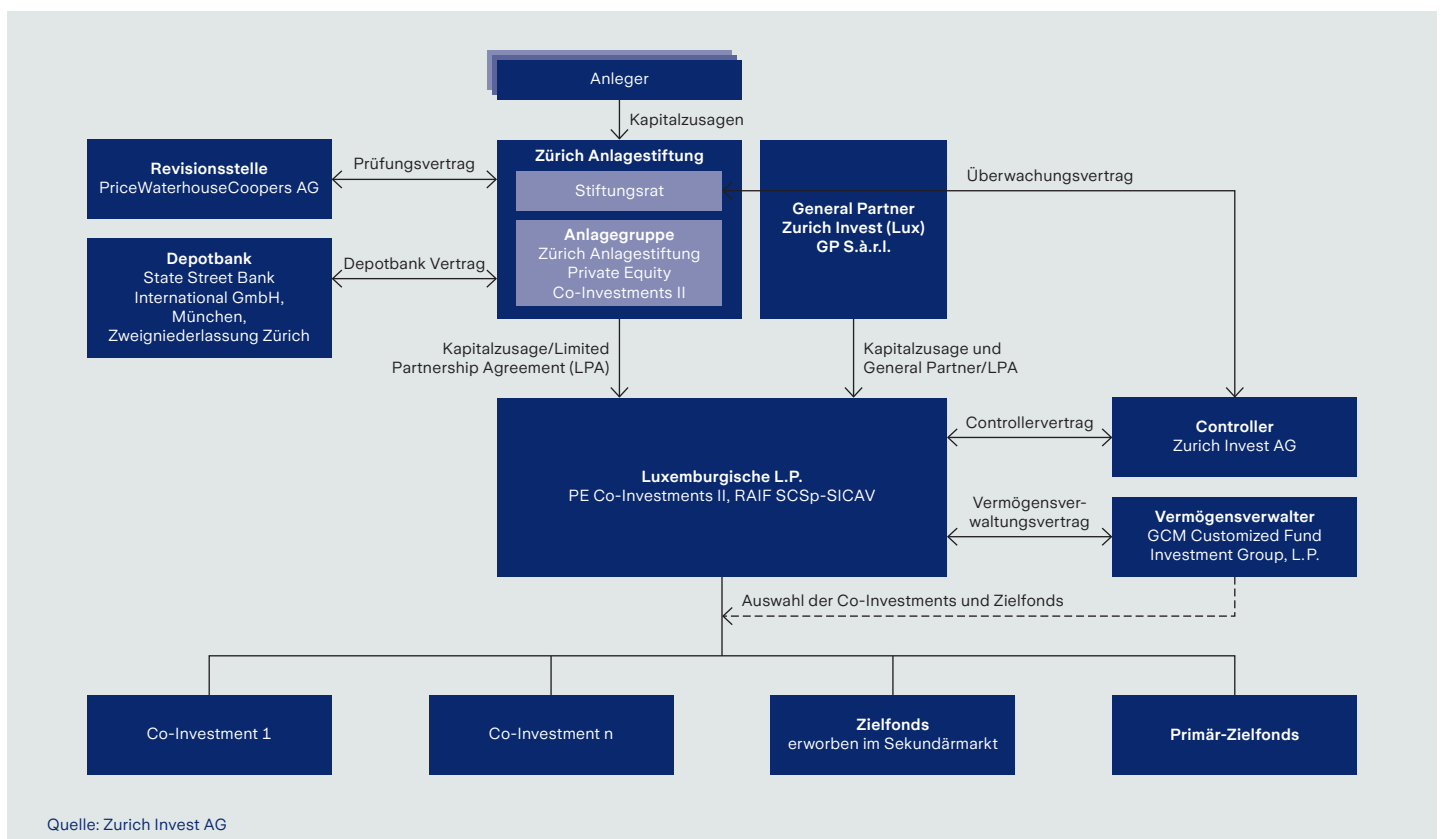 Anleger
Kapitalzusagen
Revisionsstelle
PriceWaterhouseCoopers AG
Prüfungsvertrag
Zürich Anlagestiftung
Stiftungsrat
Anlagegruppe
Zürich Anlagestiftung
Private Equity
Co-Investments II
General Partner
Zurich Invest (Lux)
GP S.à.r.l.
Überwachungsvertrag
Depotbank
State Street Bank
International GmbH,
München,
Zweigniederlassung Zürich
Depotbank Vertrag
Kapitalzusage/Limited
Partnership Agreement (LPA)
Kapitalzusage und
General Partner/LPA
Luxemburgische L.P.
PE Co-Investments II, RAIF SCSp-SICAV
Controllervertrag
Controller
Zurich Invest AG
Vermögensver-
waltungsvertrag
Vermögensverwalter
GCM Customized Fund
Investment Group, L.P.
Auswahl der Co-Investments und Zielfonds
Co-Investment 1
Co-Investment n
Zielfonds
erworben im Sekundärmarkt
Primär-Zielfonds
Quelle: Zurich Invest AG